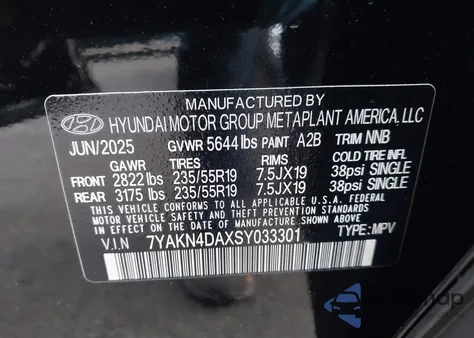 MANUFACTURED BY
HYUNDAI MOTOR GROUP METAPLANT AMERICA, LLC
JUN/2025 GVWR 5644 lbs PAINT A2B TRIM NNB
GAWR TIRES RIMS COLD TIRE INFL
FRONT 2822 lbs 235/55R19 7.5JX19 38psi SINGLE
REAR 3175 lbs 235/55R19 7.5JX19 38psi SINGLE
THIS VEHICLE CONFORMS TO ALL APPLICABLE U.S.A FEDERAL
MOTOR VEHICLE SAFETY STANDARDS IN EFFECT ON THE DATE OF
MANUFACTURE SHOWN ABOVE.
V.I.N 7YAKN4DAXSY033301 TYPE: MPV